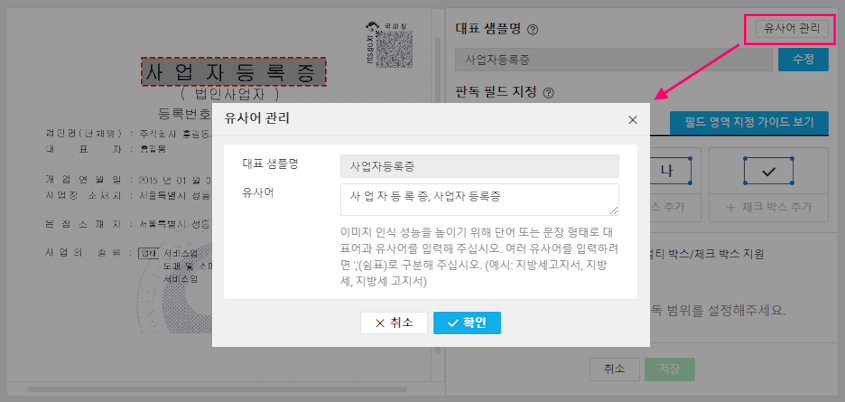 국세청
nts.go.kr
사 업 자 등 록 증
( 법인사업자 )
등록번호
법인명(단체명) : 주식회사 홍길동
대 표 자 : 홍길동
개 업 연 월 일 : 2015 년 01 월 0
사업장 소재지 : 서울특별시 성동
본 점 소 재 지 : 서울특별시 성동
사 업 의 종 류 : 업태 서비스업
도매 및 소매
서비스업
대표 샘플명 ?
유사어 관리
사업자등록증
수정
판독 필드 지정 ?
필드 영역 지정 가이드 보기
나
스 추가
+ 체크 박스 추가
멀티 박스/체크 박스 지원
독 범위를 설정해주세요.
취소
저장
유사어 관리
대표 샘플명
사업자등록증
유사어
사 업 자 등 록 증, 사업자 등록증
이미지 인식 성능을 높이기 위해 단어 또는 문장 형태로 대
표어과 유사어를 입력해 주십시오. 여러 유사어를 입력하려
면 ','(쉼표)로 구분해 주십시오. (예시: 지방세고지서, 지방
세, 지방세 고지서)
취소
확인